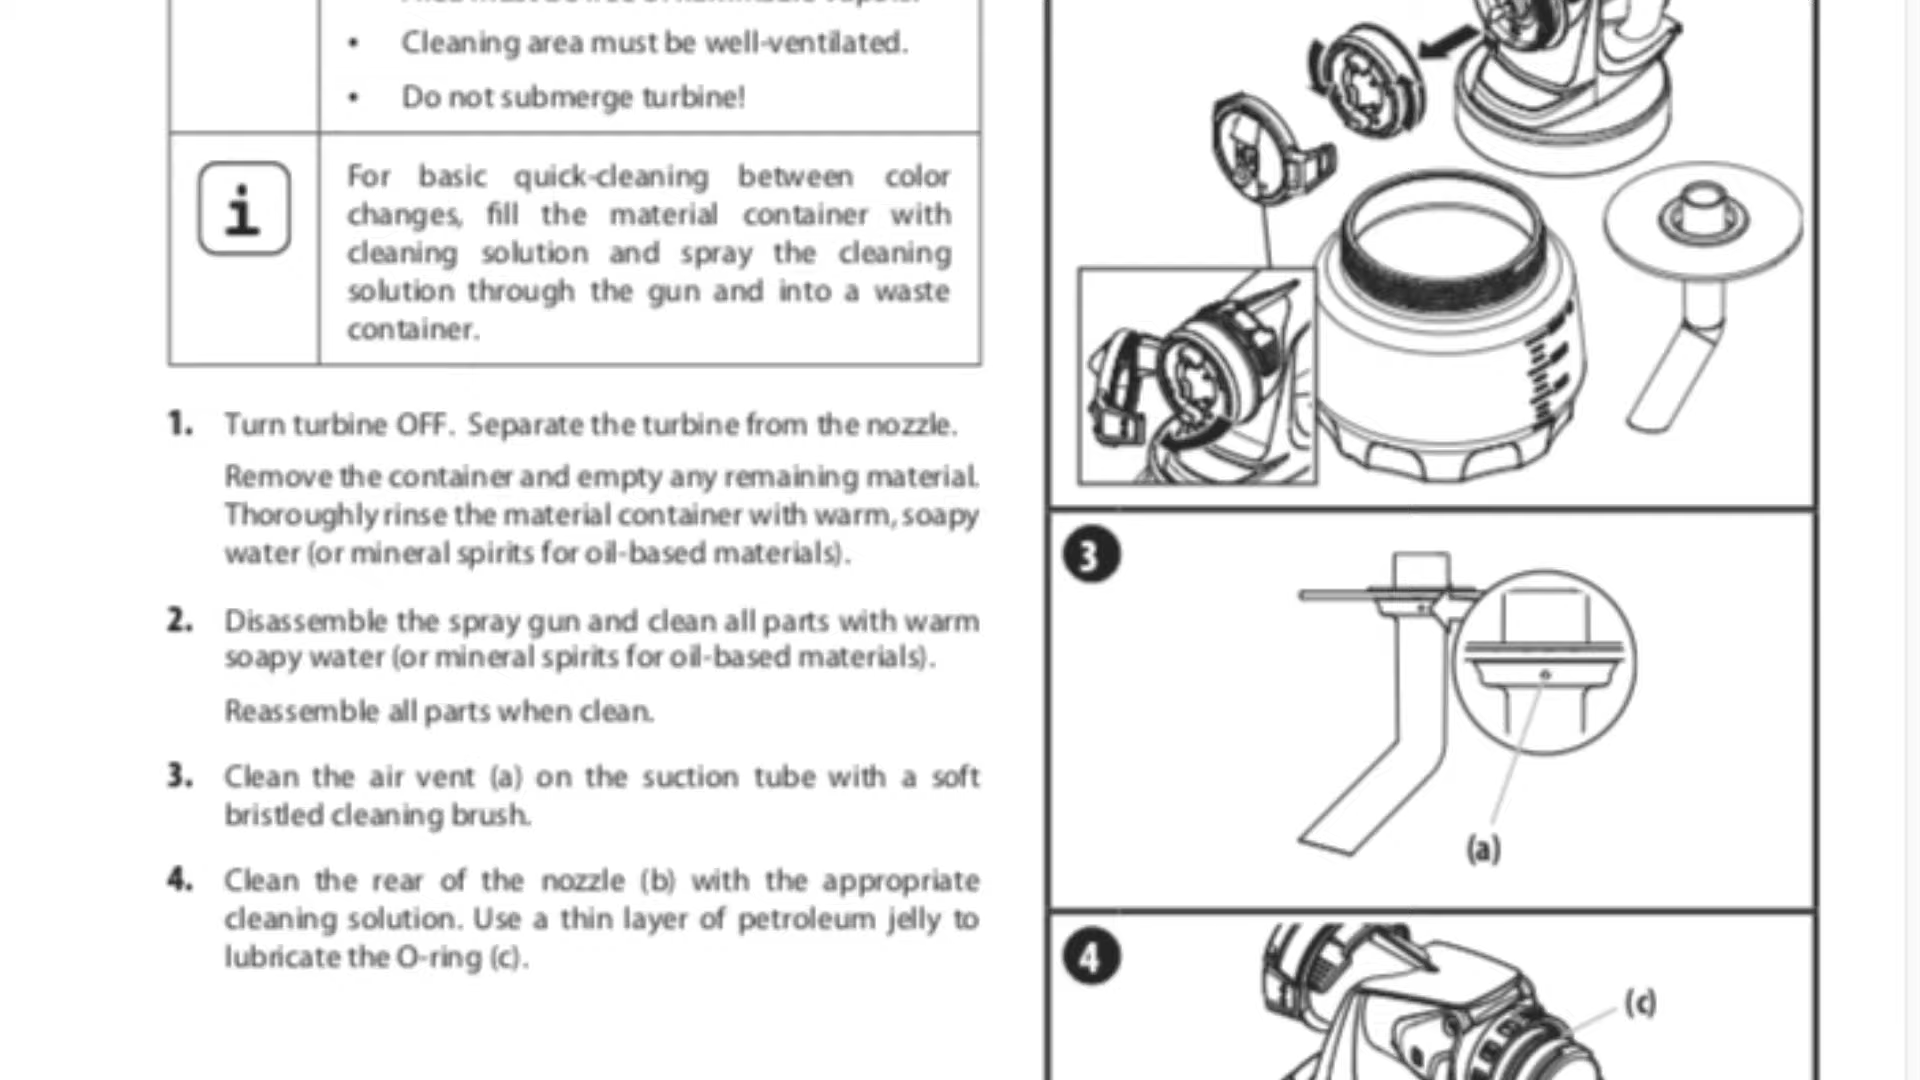 • Cleaning area must be well-ventilated.
• Do not submerge turbine!
i
For basic quick-cleaning between color
changes, fill the material container with
cleaning solution and spray the cleaning
solution through the gun and into a waste
container.
1. Turn turbine OFF. Separate the turbine from the nozzle.
Remove the container and empty any remaining material.
Thoroughly rinse the material container with warm, soapy
water (or mineral spirits for oil-based materials).
2. Disassemble the spray gun and clean all parts with warm
soapy water (or mineral spirits for oil-based materials).
Reassemble all parts when clean.
3. Clean the air vent (a) on the suction tube with a soft
bristled cleaning brush.
4. Clean the rear of the nozzle (b) with the appropriate
cleaning solution. Use a thin layer of petroleum jelly to
lubricate the O-ring (c).
3
(a)
4
(c)